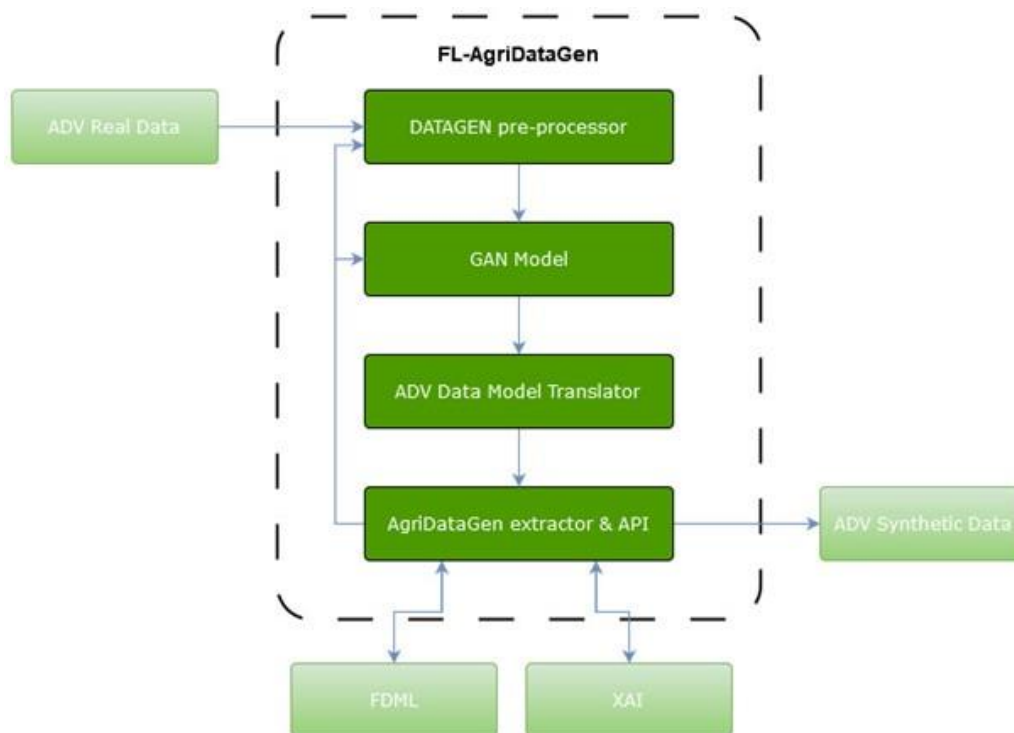 FL-AgriDataGen
ADV Real Data
DATAGEN pre-processor
GAN Model
ADV Data Model Translator
AgriDataGen extractor & API
ADV Synthetic Data
FDML
XAI